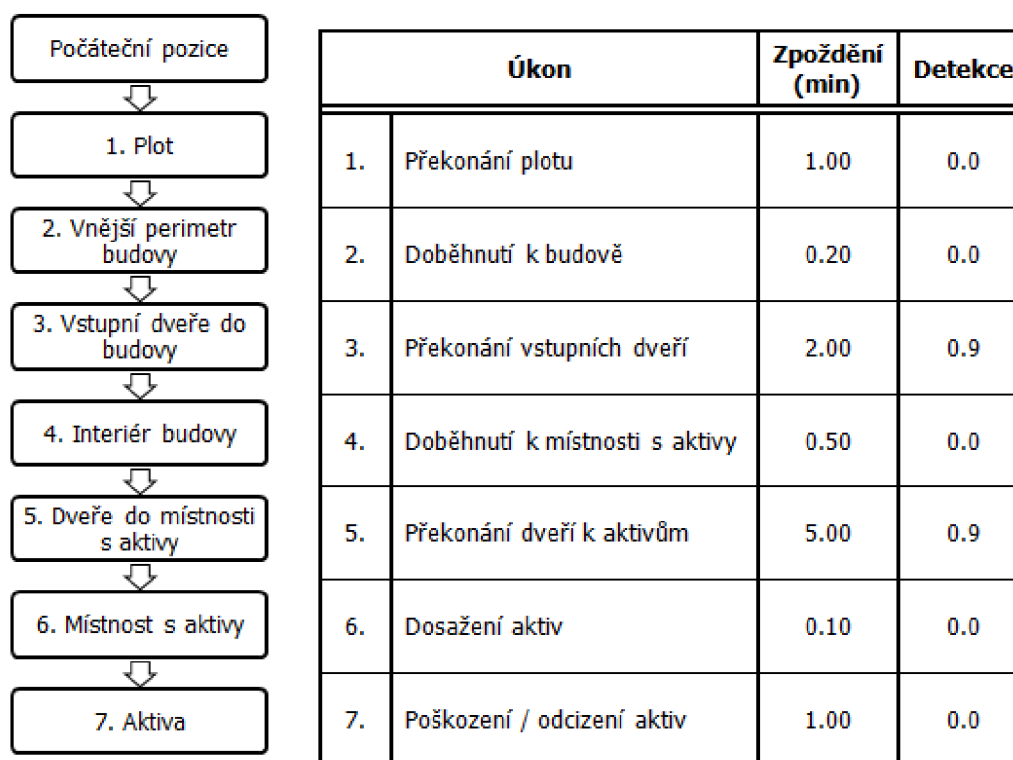 Počáteční pozice
1. Plot
2. Vnější perimetr
budovy
3. Vstupní dveře do
budovy
4. Interiér budovy
5. Dveře do místnosti
s aktivy
6. Místnost s aktivy
7. Aktiva
Úkon Zpoždění (min) Detekce
1. Překonání plotu 1.00 0.0
2. Doběhnutí k budově 0.20 0.0
3. Překonání vstupních dveří 2.00 0.9
4. Doběhnutí k místnosti s aktivy 0.50 0.0
5. Překonání dveří k aktivům 5.00 0.9
6. Dosažení aktiv 0.10 0.0
7. Poškození / odcizení aktiv 1.00 0.0